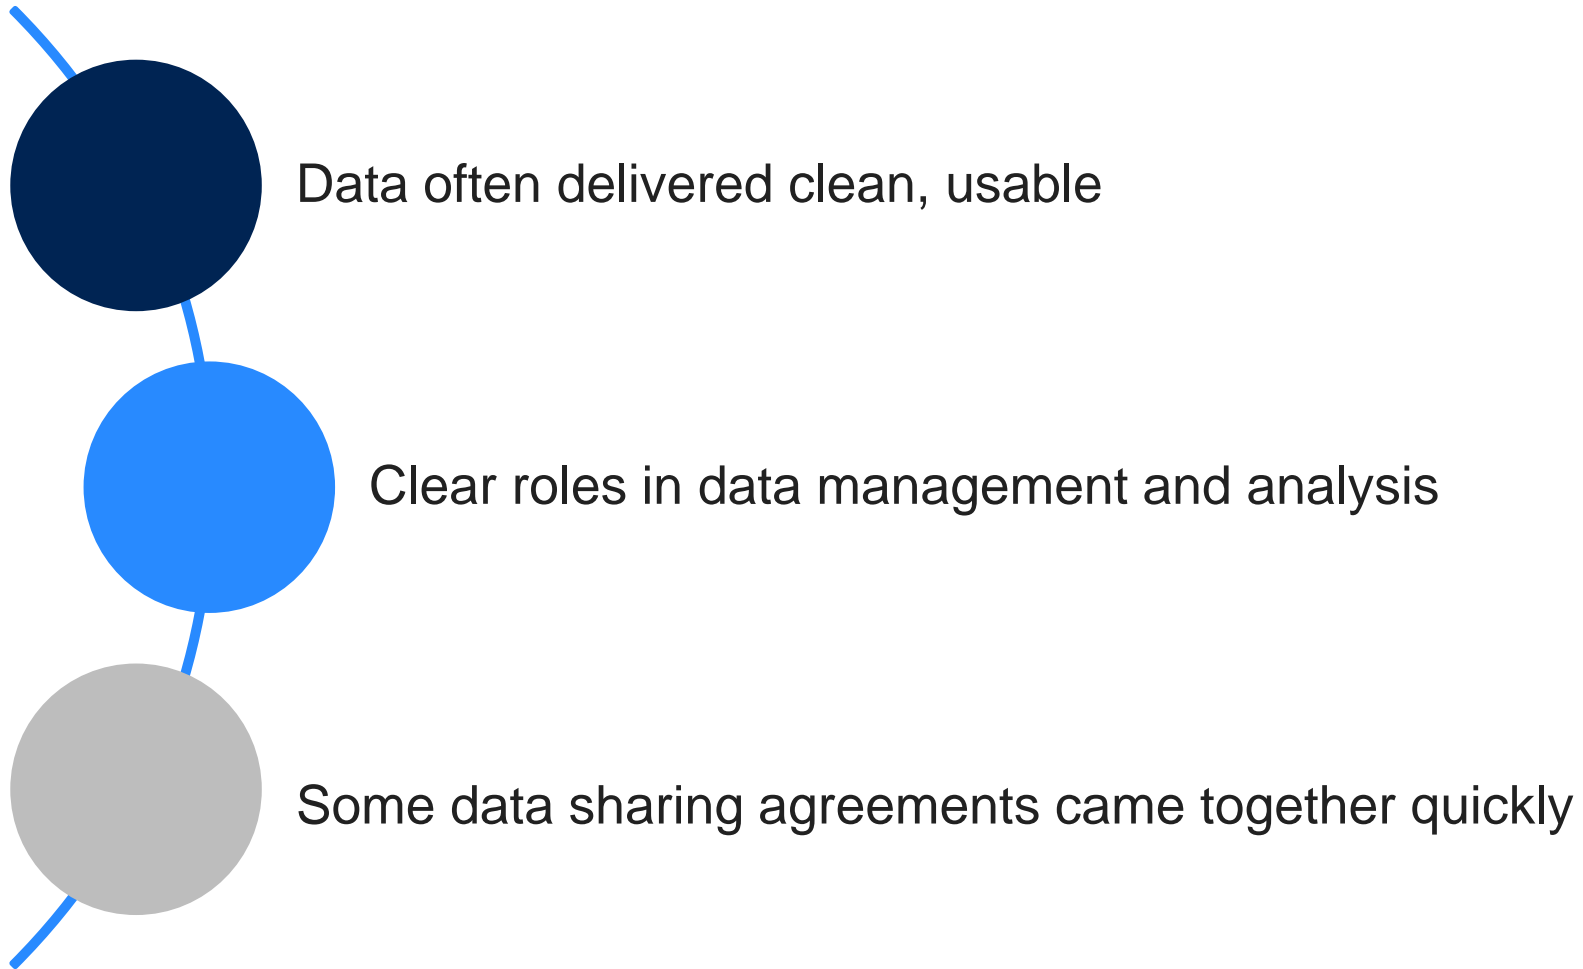 Data often delivered clean, usable
Clear roles in data management and analysis
Some data sharing agreements came together quickly